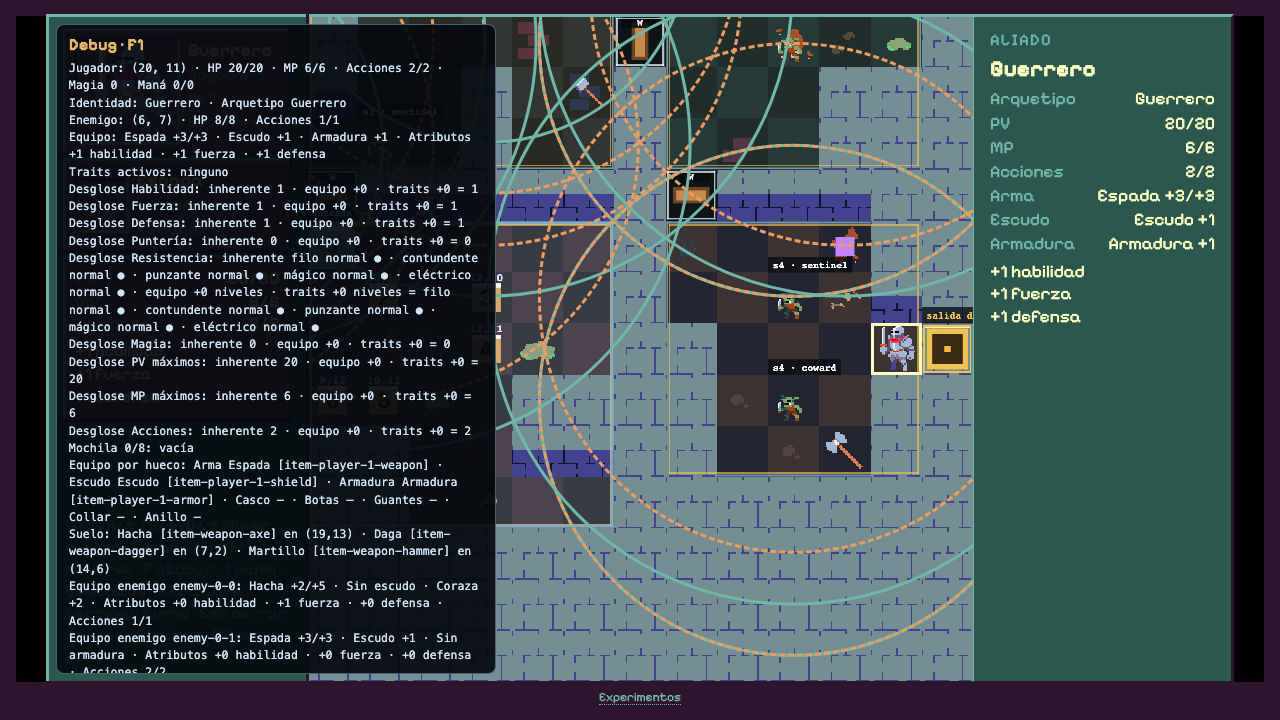 Debug·F1
Jugador: (20, 11) · HP 20/20 · MP 6/6 · Acciones 2/2 ·
Magia 0 · Maná 0/0
Identidad: Guerrero · Arquetipo Guerrero
Enemigo: (6, 7) · HP 8/8 · Acciones 1/1
Equipo: Espada +3/+3 · Escudo +1 · Armadura +1 · Atributos
+1 habilidad · +1 fuerza · +1 defensa
Traits activos: ninguno
Desglose Habilidad: inherente 1 · equipo +0 · traits +0 = 1
Desglose Fuerza: inherente 1 · equipo +0 · traits +0 = 1
Desglose Defensa: inherente 1 · equipo +0 · traits +0 = 1
Desglose Puntería: inherente 0 · equipo +0 · traits +0 = 0
Desglose Resistencia: inherente filo normal ● · contundente
normal ● · punzante normal ● · mágico normal ● · eléctrico
normal ● · equipo +0 niveles · traits +0 niveles = filo
normal ● · contundente normal ● · punzante normal ● ·
mágico normal ● · eléctrico normal ●
Desglose Magia: inherente 0 · equipo +0 · traits +0 = 0
Desglose PV máximos: inherente 20 · equipo +0 · traits +0 =
20
Desglose MP máximos: inherente 6 · equipo +0 · traits +0 =
6
Desglose Acciones: inherente 2 · equipo +0 · traits +0 = 2
Mochila 0/8: vacía
Equipo por hueco: Arma Espada [item-player-1-weapon] ·
Escudo Escudo [item-player-1-shield] · Armadura Armadura
[item-player-1-armor] · Casco — · Botas — · Guantes — ·
Collar — · Anillo —
Suelo: Hacha [item-weapon-axe] en (19,13) · Daga [item-
weapon-dagger] en (7,2) · Martillo [item-weapon-hammer] en
(14,6)
Equipo enemigo enemy-0-0: Hacha +2/+5 · Sin escudo · Coraza
+2 · Atributos +0 habilidad · +1 fuerza · +0 defensa ·
Acciones 1/1
Equipo enemigo enemy-0-1: Espada +3/+3 · Escudo +1 · Sin
armadura · Atributos +0 habilidad · +0 fuerza · +0 defensa
· Acciones 2/2
W
W
s4 · sentinel
s4 · coward
salida d
ALIADO
Guerrero
Arquetipo Guerrero
PV 20/20
MP 6/6
Acciones 2/2
Arma Espada +3/+3
Escudo Escudo +1
Armadura Armadura +1
+1 habilidad
+1 fuerza
+1 defensa
Experimentos